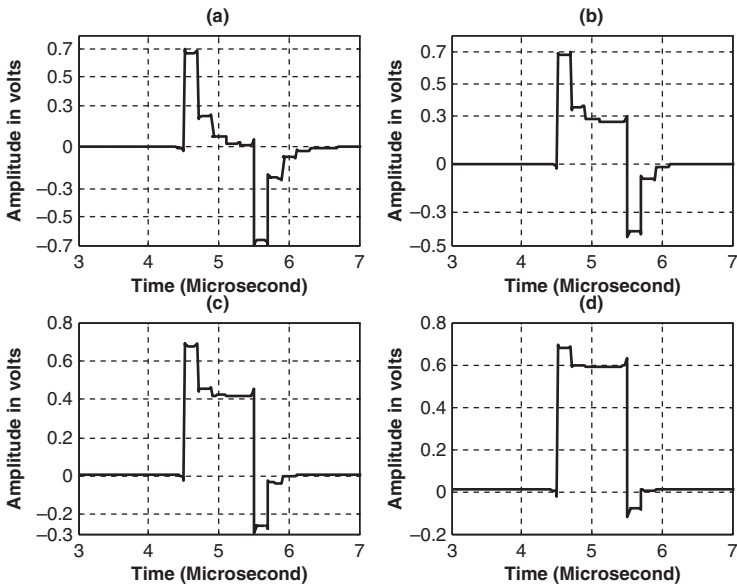 (a)
Amplitude in volts
0.7
0.5
0.3
0
−0.3
−0.5
−0.7
3 4 5 6 7
Time (Microsecond)
(b)
Amplitude in volts
0.7
0.5
0.3
0
−0.3
−0.5
3 4 5 6 7
Time (Microsecond)
(c)
Amplitude in volts
0.8
0.6
0.4
0.2
0
−0.2
−0.3
3 4 5 6 7
Time (Microsecond)
(d)
Amplitude in volts
0.8
0.6
0.4
0.2
0
−0.2
3 4 5 6 7
Time (Microsecond)